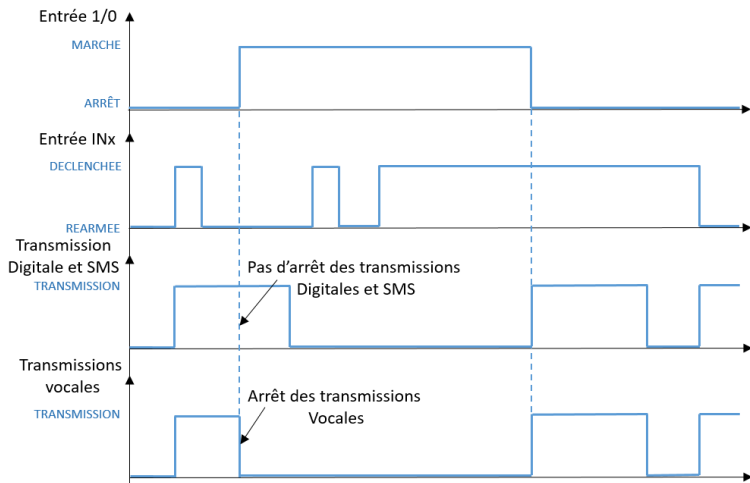 Entrée 1/0
MARCHE
ARRÊT
Entrée INx
DECLENCHEE
REARMEE
Transmission
Digitale et SMS
TRANSMISSION
Pas d'arrêt des transmissions
Digitales et SMS
Transmissions
vocales
TRANSMISSION
Arrêt des transmissions
Vocales